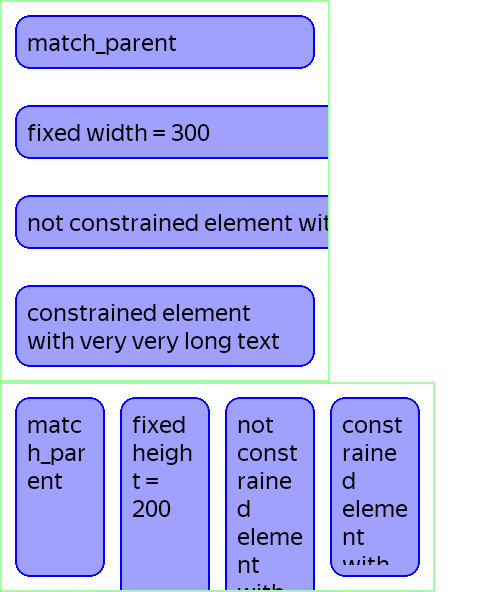 match_parent
fixed width = 300
not constrained element wit
constrained element
with very very long text
matc
h_par
ent
fixed
heigh
t =
200
not
const
raine
d
eleme
nt
with
const
raine
d
eleme
nt
with